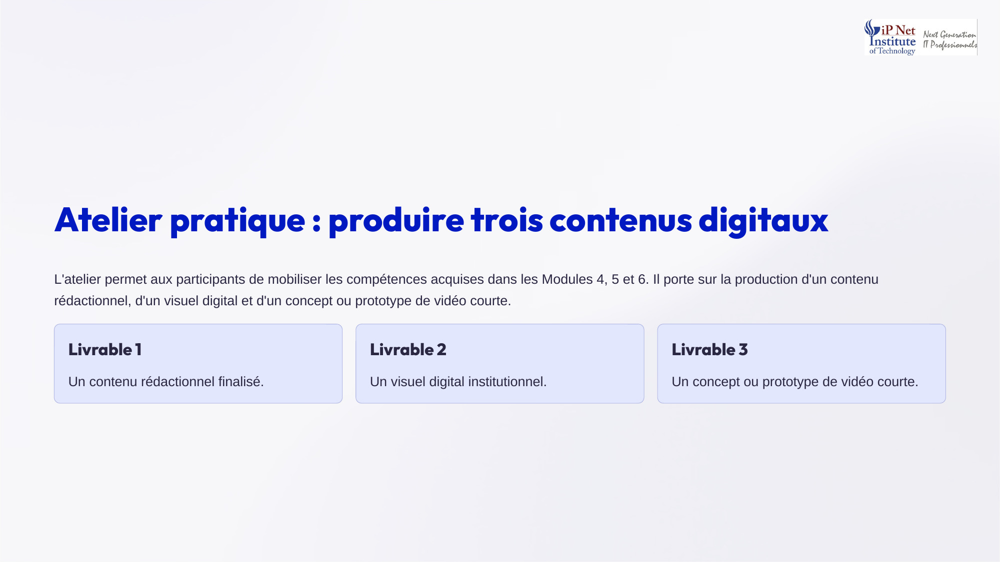 iP Net
Institute
of Technology
Next Generation
IT Professionnels
Atelier pratique : produire trois contenus digitaux
L'atelier permet aux participants de mobiliser les compétences acquises dans les Modules 4, 5 et 6. Il porte sur la production d'un contenu
rédactionnel, d'un visuel digital et d'un concept ou prototype de vidéo courte.
Livrable 1
Un contenu rédactionnel finalisé.
Livrable 2
Un visuel digital institutionnel.
Livrable 3
Un concept ou prototype de vidéo courte.